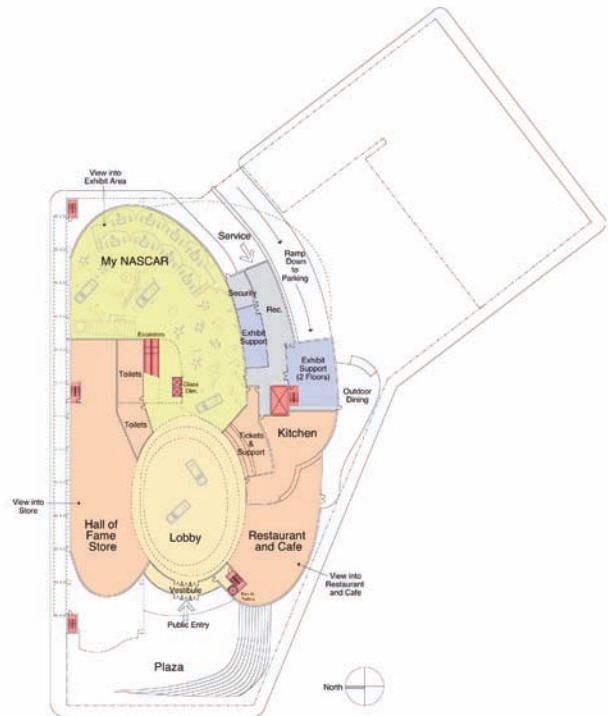 View into
Exhibit Area
My NASCAR
Service
Ramp
Down
to
Parking
Security
Rec.
Exhibit
Support
Escalators
Toilets
Glass
Elev.
Exhibit
Support
(2 Floors)
Outdoor
Dining
Toilets
Tickets
&
Support
Kitchen
View into
Store
Hall of
Fame
Store
Lobby
Restaurant
and Cafe
View into
Restaurant
and Cafe
Vestibule
Public Entry
Plaza
North